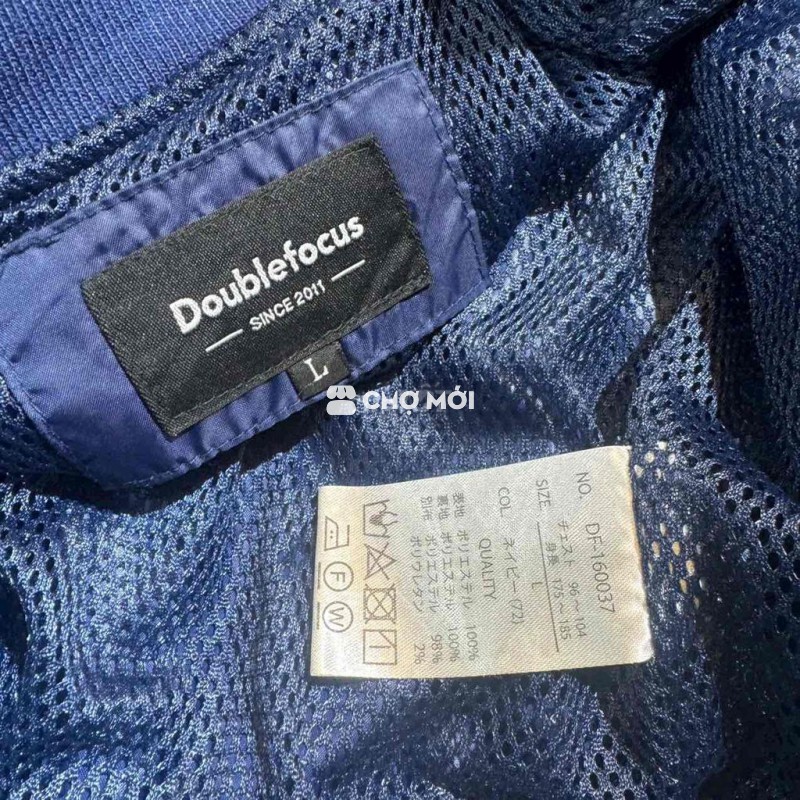 Doublefocus
SINCE 2011
L
CHỢ MỚI
NO. DF-160037
SIZE L
チェスト 96～104
身長 175～185
COL ネイビー(72)
QUALITY
表地 ポリエステル 100%
裏地 ポリエステル 100%
別布 ポリエステル 98%
ポリウレタン 2%
F
W